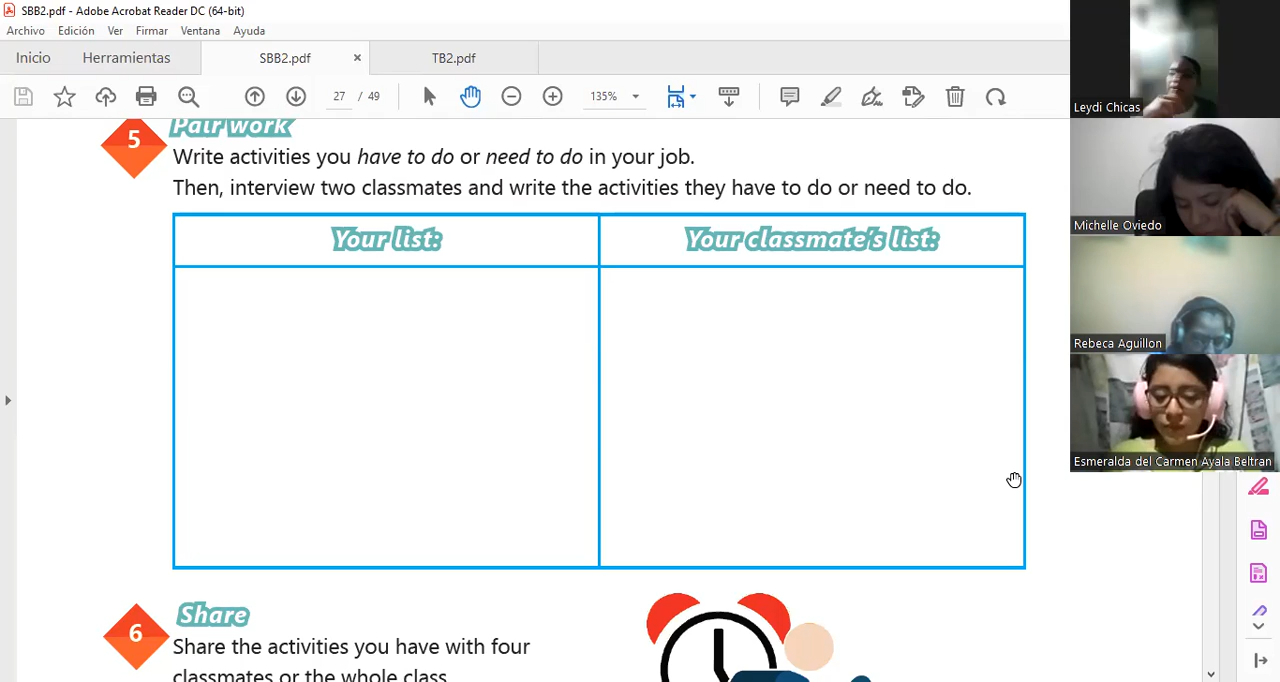 SBB2.pdf - Adobe Acrobat Reader DC (64-bit)
Archivo Edición Ver Firmar Ventana Ayuda
Inicio Herramientas SBB2.pdf × TB2.pdf
27 / 49 135%
5 Pair work
Write activities you have to do or need to do in your job.
Then, interview two classmates and write the activities they have to do or need to do.
Your list: Your classmate's list:
6 Share
Share the activities you have with four
classmates or the whole class
Leydi Chicas
Michelle Oviedo
Rebeca Aguillon
Esmeralda del Carmen Ayala Beltran